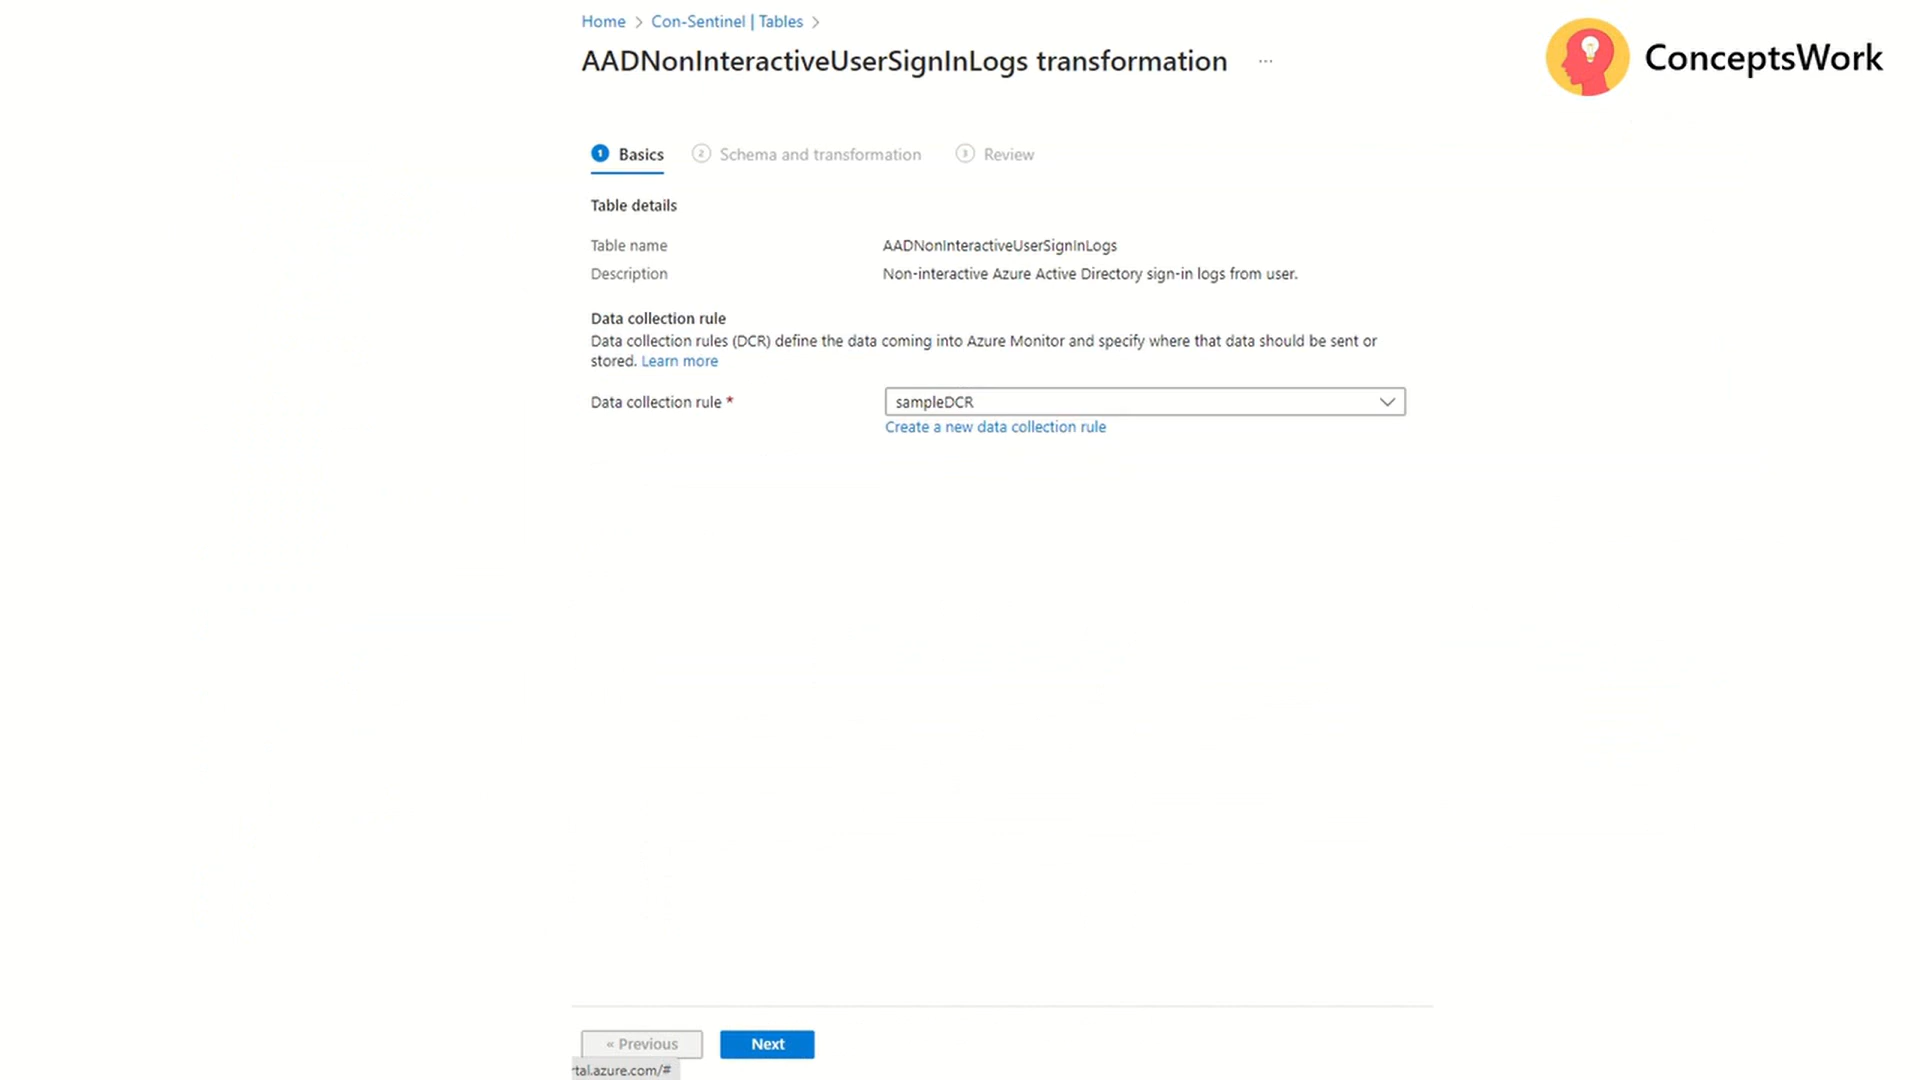 Home > Con-Sentinel | Tables >
AADNonInteractiveUserSignInLogs transformation ...
ConceptsWork
1 Basics 2 Schema and transformation 3 Review
Table details
Table name AADNonInteractiveUserSignInLogs
Description Non-interactive Azure Active Directory sign-in logs from user.
Data collection rule
Data collection rules (DCR) define the data coming into Azure Monitor and specify where that data should be sent or
stored. Learn more
Data collection rule * sampleDCR
Create a new data collection rule
« Previous Next
rtal.azure.com/#